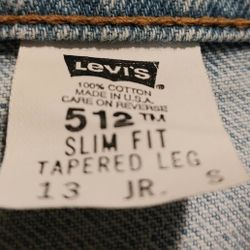 LEVI'S
100% COTTON
MADE IN U.S.A.
CARE ON REVERSE
512 TM
SLIM FIT
TAPERED LEG
13 JR. S